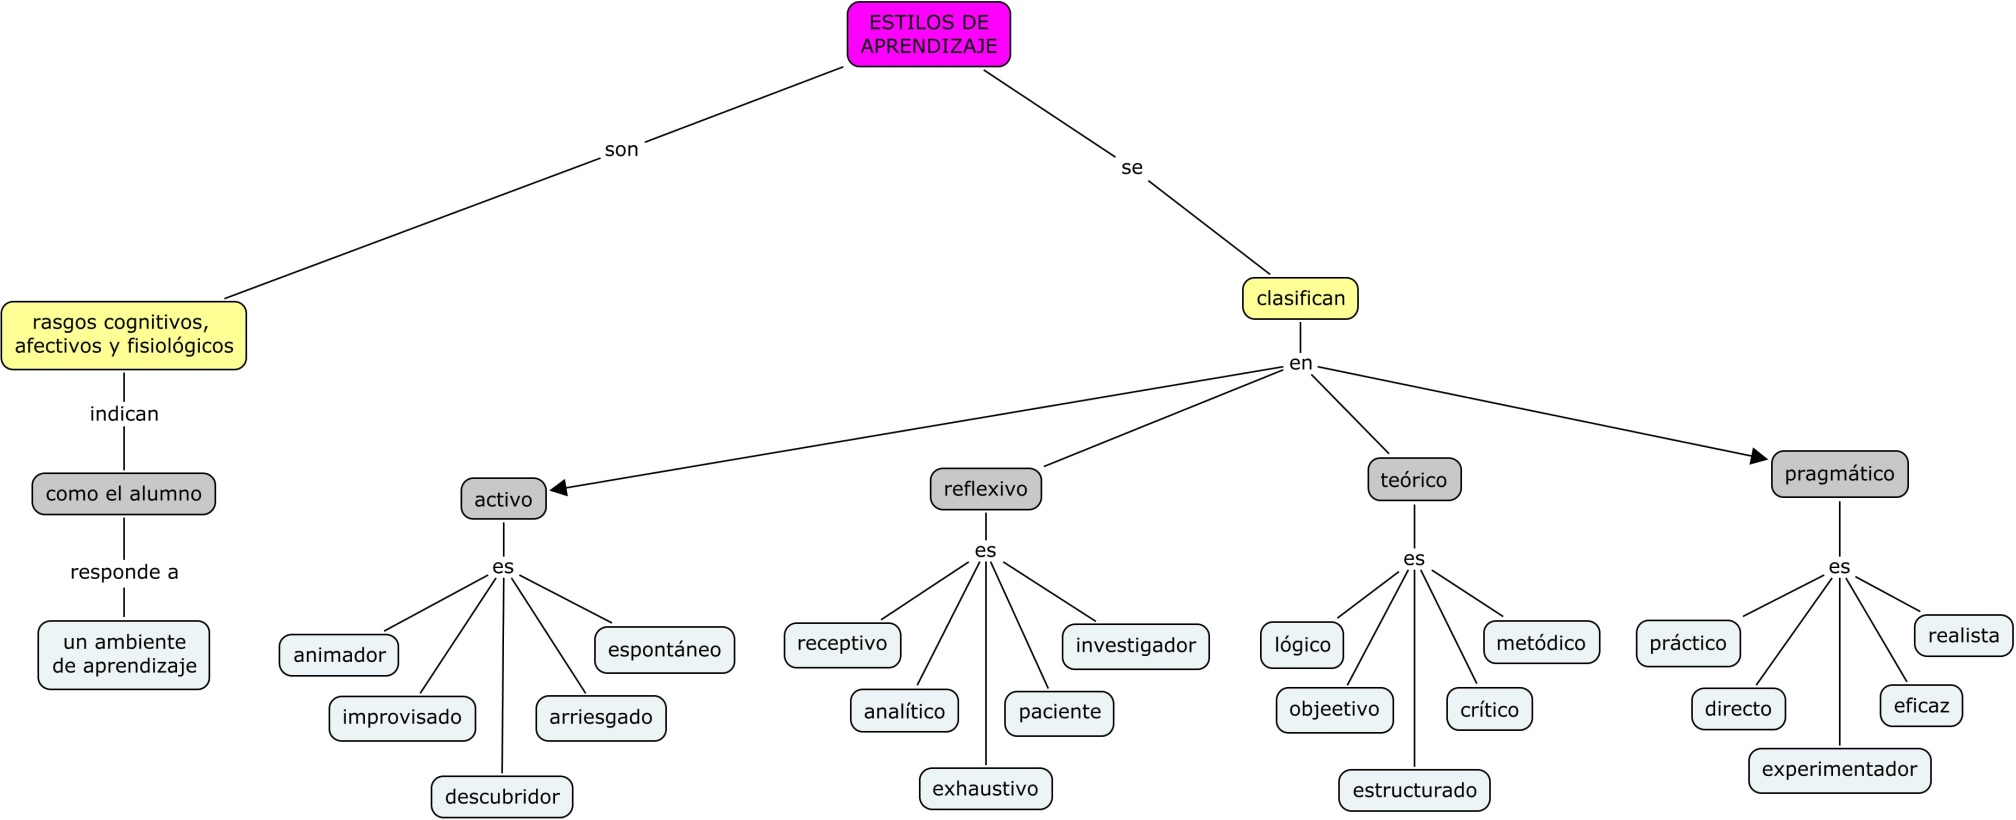 ESTILOS DE
APRENDIZAJE
son
se
clasifican
rasgos cognitivos,
afectivos y fisiológicos
en
indican
como el alumno
responde a
un ambiente
de aprendizaje
activo
es
animador
improvisado
descubridor
arriesgado
espontáneo
reflexivo
es
receptivo
analítico
exhaustivo
paciente
investigador
teórico
es
lógico
objeetivo
estructurado
crítico
metódico
pragmático
es
práctico
directo
experimentador
eficaz
realista